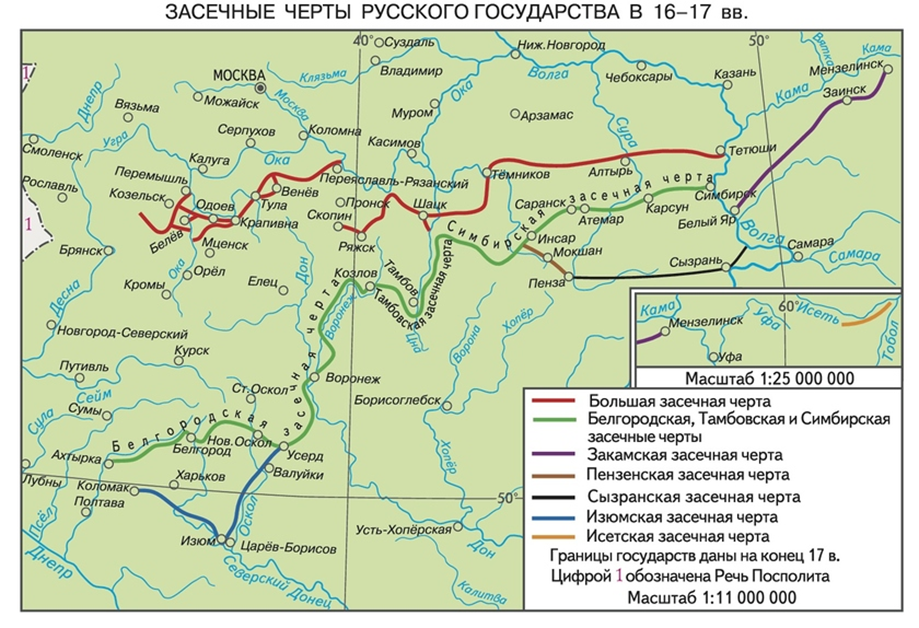 ЗАСЕЧНЫЕ ЧЕРТЫ РУССКОГО ГОСУДАРСТВА В 16–17 вв.
40°
50°
Суздаль
Ниж.Новгород
Вятка
Кама
1
МОСКВА
Клязьма
Владимир
Волга
Чебоксары
Казань
Мензелинск
Днепр
Вязьма
Можайск
Москва
Ока
Муром
Арзамас
Сура
Кама
Заинск
Угра
Серпухов
Коломна
Касимов
Смоленск
Калуга
Ока
Тетюши
Рославль
Перемышль
Переяславль-Рязанский
Тёмников
Алтырь
Козельск
Венёв
Одоев
Тула
Пронск
Шацк
Саранск
Симбирская засечная черта
Симбирск
1
Крапивна
Скопин
Атемар
Карсун
Белый Яр
Белёв
Мценск
Ряжск
Инсар
Волга
Брянск
Ока
Орёл
Дон
Мокшан
Самара
Самара
Десна
Кромы
Елец
Козлов
Тамбов
Тамбовская засечная черта
Пенза
Сызрань
Воронеж
Цна
Ворона
Хопёр
60°
Кама
Мензелинск
Уфа
Исеть
Тобол
Уфа
Масштаб 1:25 000 000
Новгород-Северский
Курск
Путивль
Сейм
Ст.Оскол
Воронеж
Борисоглебск
Сула
Сумы
Белгородская засечная черта
Нов.Оскол
Белгород
Усерд
Хопёр
Ахтырка
Валуйки
Лубны
Коломак
Харьков
50°
Полтава
Оскол
Псёл
Усть-Хопёрская
Дон
Изюм
Царёв-Борисов
Днепр
Северский Донец
Калитва
Большая засечная черта
Белгородская, Тамбовская и Симбирская
засечные черты
Закамская засечная черта
Пензенская засечная черта
Сызранская засечная черта
Изюмская засечная черта
Исетская засечная черта
Границы государств даны на конец 17 в.
Цифрой 1 обозначена Речь Посполита
Масштаб 1:11 000 000